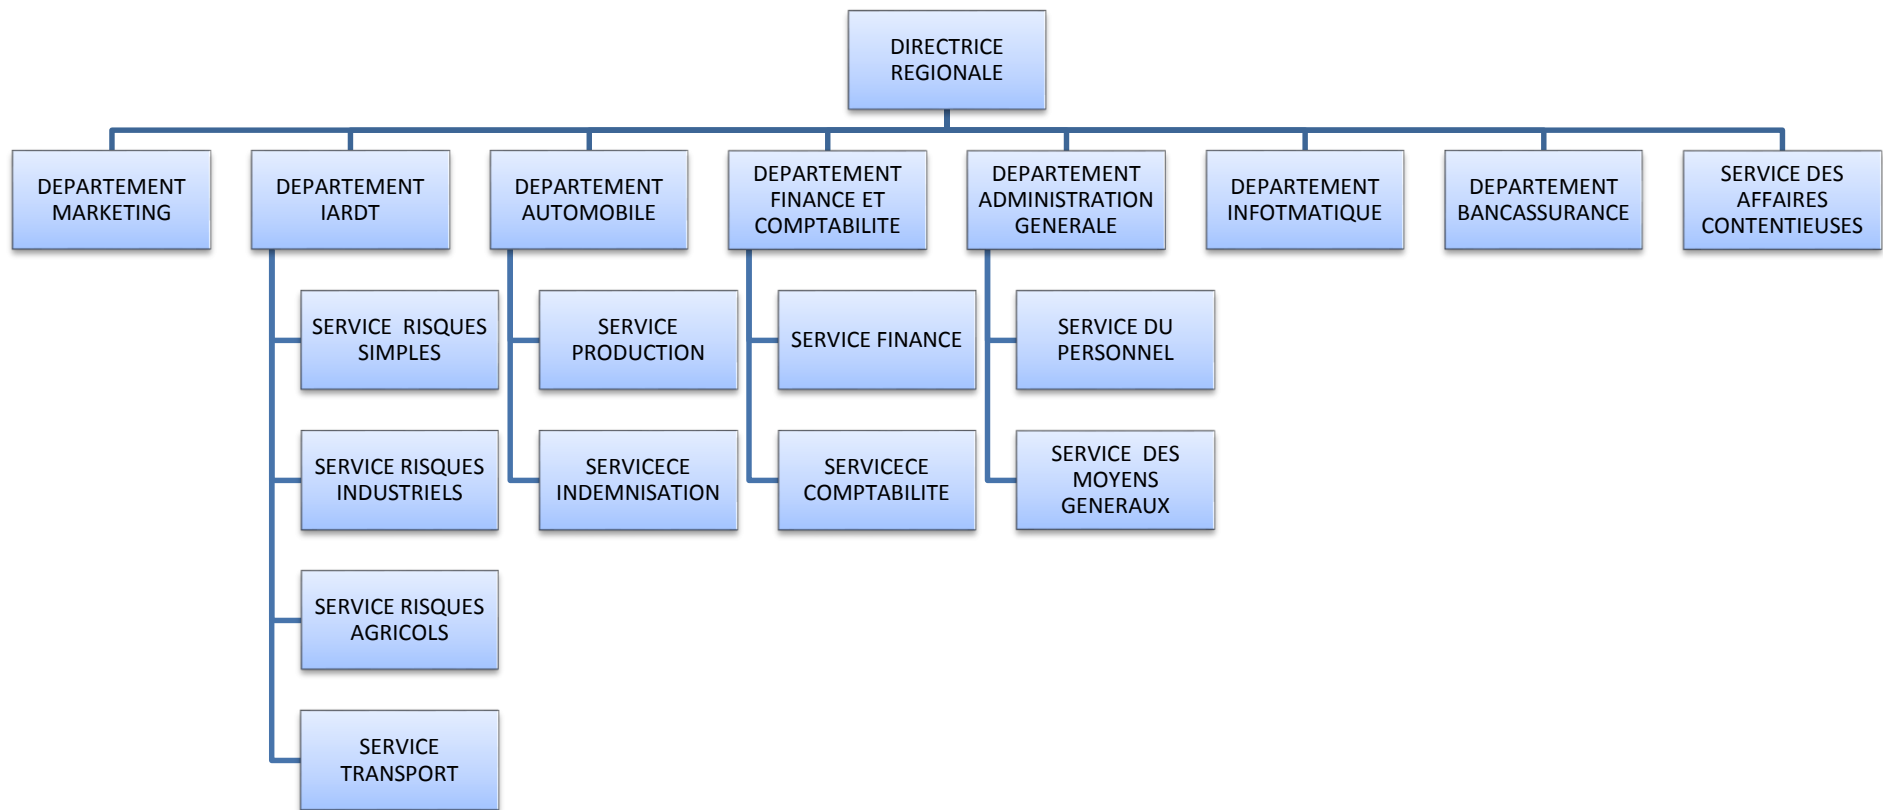 DIRECTRICE
REGIONALE
DEPARTEMENT
MARKETING
DEPARTEMENT
IARDT
DEPARTEMENT
AUTOMOBILE
DEPARTEMENT
FINANCE ET
COMPTABILITE
DEPARTEMENT
ADMINISTRATION
GENERALE
DEPARTEMENT
INFOTMATIQUE
DEPARTEMENT
BANCASSURANCE
SERVICE DES
AFFAIRES
CONTENTIEUSES
SERVICE RISQUES
SIMPLES
SERVICE RISQUES
INDUSTRIELS
SERVICE RISQUES
AGRICOLS
SERVICE
TRANSPORT
SERVICE
PRODUCTION
SERVICECE
INDEMNISATION
SERVICE FINANCE
SERVICECE
COMPTABILITE
SERVICE DU
PERSONNEL
SERVICE DES
MOYENS
GENERAUX